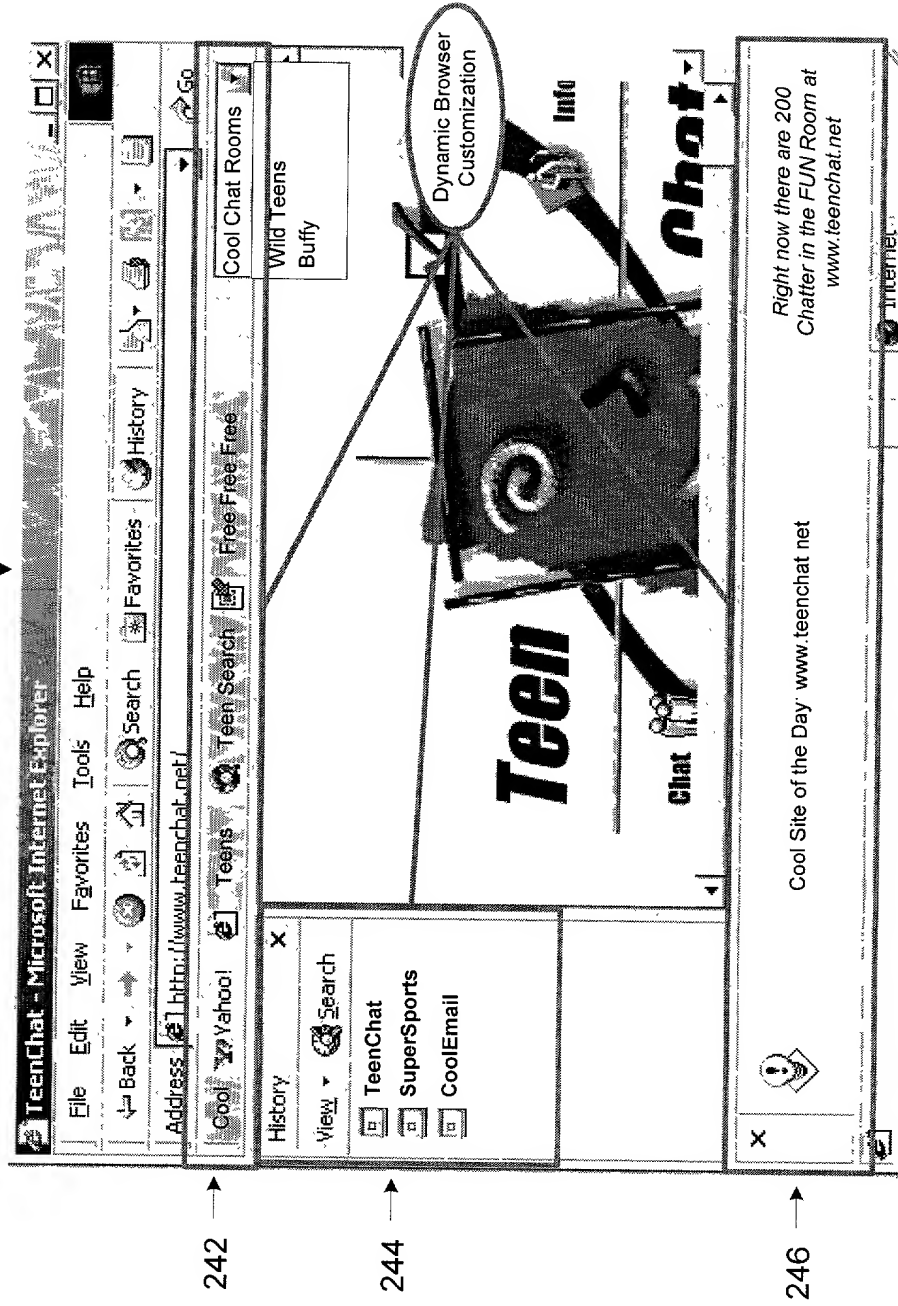 TeenChat - Microsoft Internet Explorer
File Edit View Favorites Tools Help
Back Search Favorites History
Address http://www.teenchat.net/ Go
Cool Yahoo! Teens Teen Search Free Free Free Cool Chat Rooms
Wild Teens
Buffy
242
History
View Search
TeenChat
SuperSports
CoolEmail
244
Dynamic Browser
Customization
Teen
Chat
Info
Chat
Cool Site of the Day www.teenchat net
Right now there are 200
Chatter in the FUN Room at
www.teenchat.net
246
Internet